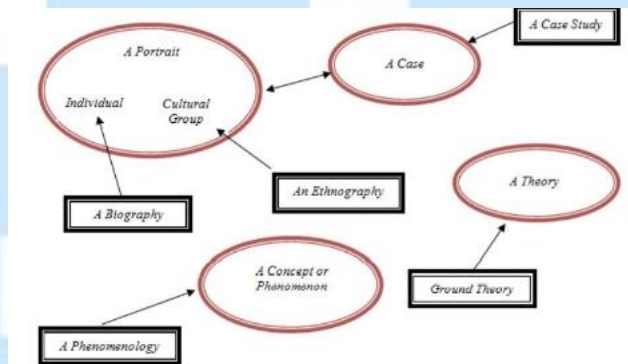 A Case Study
A Portrait
A Case
Individual
Cultural
Group
A Theory
An Ethnography
A Biography
A Concept or
Phenomenon
Ground Theory
A Phenomenology